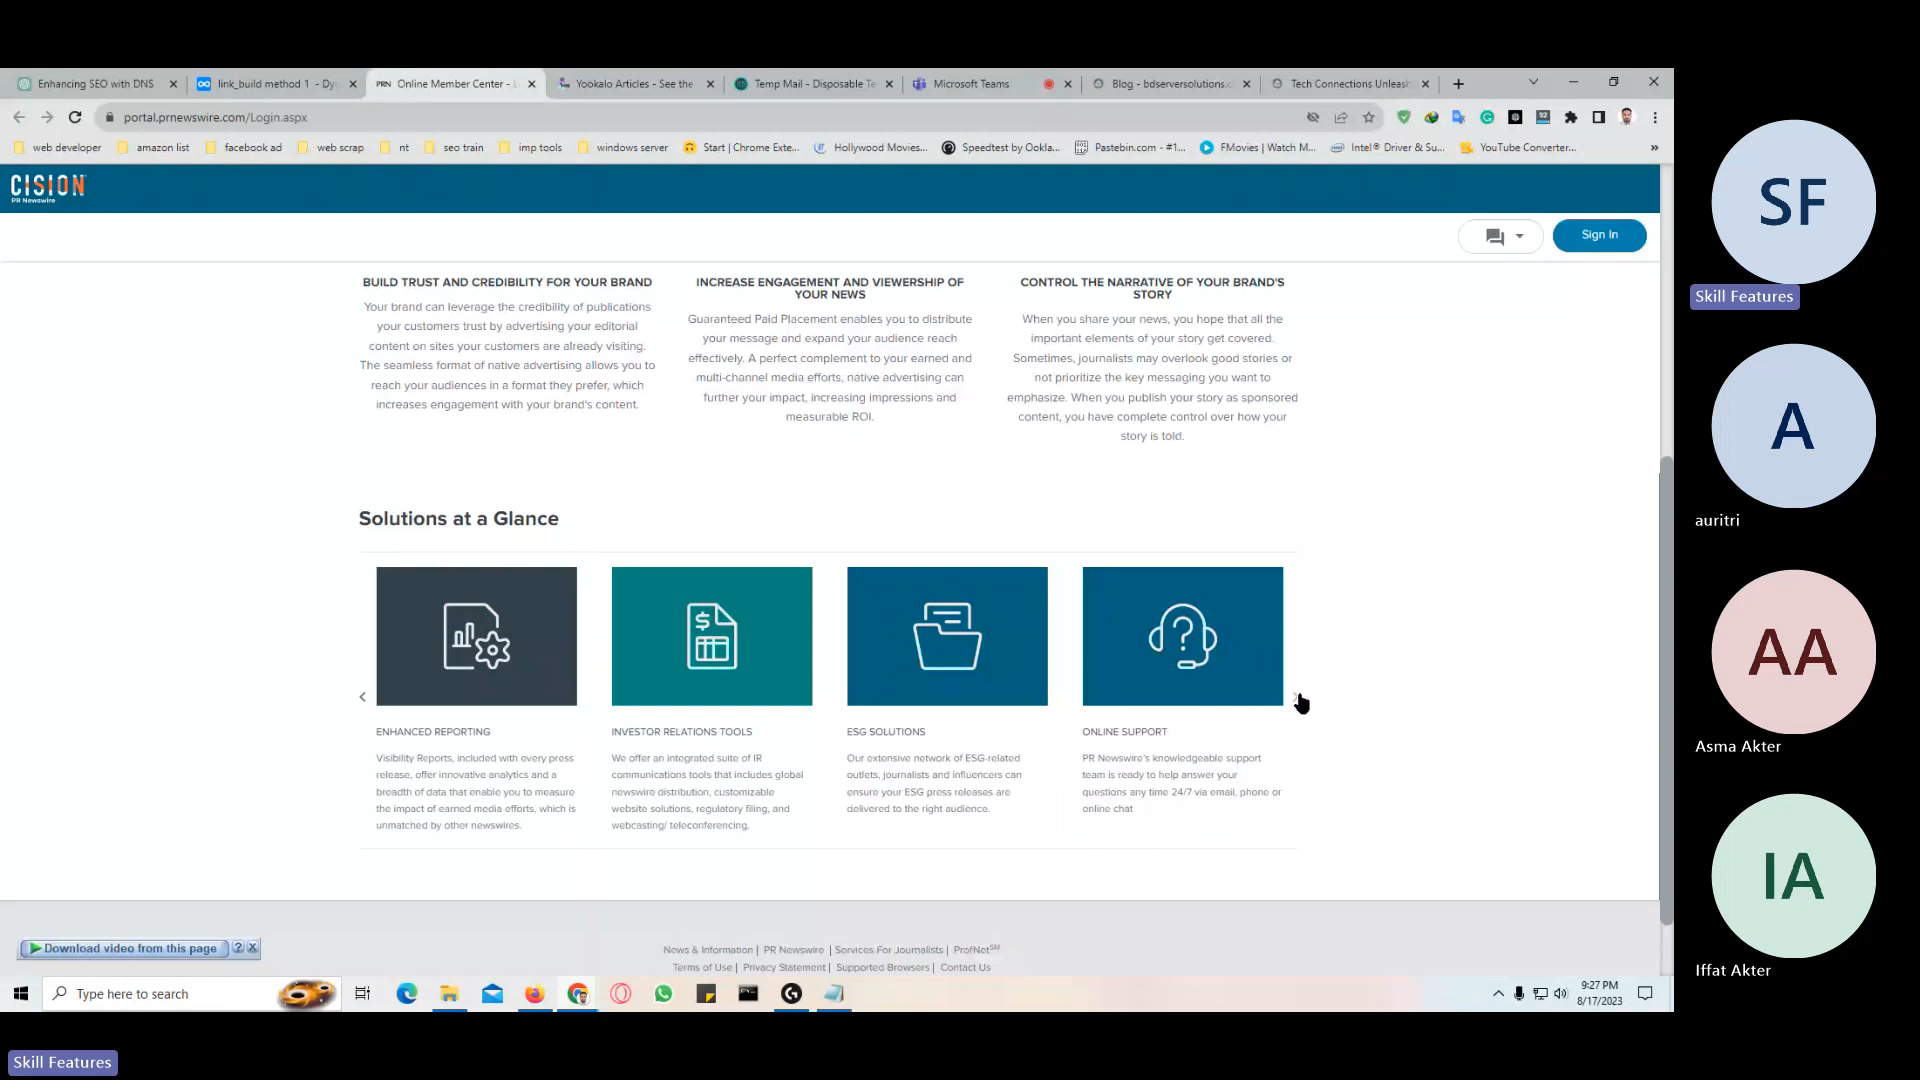 Enhancing SEO with DNS
link_build method 1 - Dy
PRN Online Member Center -
Yookalo Articles - See the
Temp Mail - Disposable Te
Microsoft Teams
Blog - bdserversolutions.c
Tech Connections Unleash
portal.prnewswire.com/Login.aspx
web developer
amazon list
facebook ad
web scrap
nt
seo train
imp tools
windows server
Start | Chrome Exte...
Hollywood Movies...
Speedtest by Ookla...
Pastebin.com - #1...
FMovies | Watch M...
Intel® Driver & Su...
YouTube Converter...
»
CISION
PR Newswire
Sign In
BUILD TRUST AND CREDIBILITY FOR YOUR BRAND
Your brand can leverage the credibility of publications
your customers trust by advertising your editorial
content on sites your customers are already visiting.
The seamless format of native advertising allows you to
reach your audiences in a format they prefer, which
increases engagement with your brand's content.
INCREASE ENGAGEMENT AND VIEWERSHIP OF
YOUR NEWS
Guaranteed Paid Placement enables you to distribute
your message and expand your audience reach
effectively. A perfect complement to your earned and
multi-channel media efforts, native advertising can
further your impact, increasing impressions and
measurable ROI.
CONTROL THE NARRATIVE OF YOUR BRAND'S
STORY
When you share your news, you hope that all the
important elements of your story get covered.
Sometimes, journalists may overlook good stories or
not prioritize the key messaging you want to
emphasize. When you publish your story as sponsored
content, you have complete control over how your
story is told.
Solutions at a Glance
ENHANCED REPORTING
Visibility Reports, included with every press
release, offer innovative analytics and a
breadth of data that enable you to measure
the impact of earned media efforts, which is
unmatched by other newswires.
INVESTOR RELATIONS TOOLS
We offer an integrated suite of IR
communications tools that includes global
newswire distribution, customizable
website solutions, regulatory filing, and
webcasting/ teleconferencing.
ESG SOLUTIONS
Our extensive network of ESG-related
outlets, journalists and influencers can
ensure your ESG press releases are
delivered to the right audience.
ONLINE SUPPORT
PR Newswire's knowledgeable support
team is ready to help answer your
questions any time 24/7 via email, phone or
online chat
News & Information | PR Newswire | Services For Journalists | ProfNetSM
Terms of Use | Privacy Statement | Supported Browsers | Contact Us
Download video from this page
Type here to search
9:27 PM
8/17/2023
SF
Skill Features
A
auritri
AA
Asma Akter
IA
Iffat Akter
Skill Features